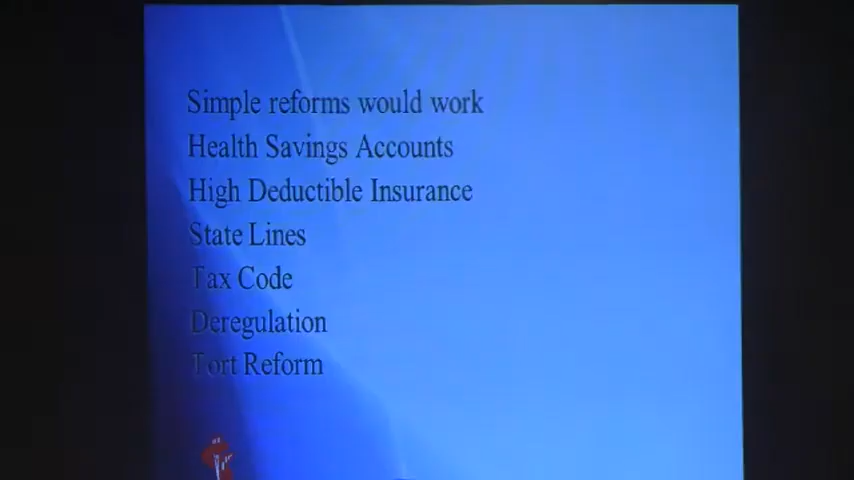 Simple reforms would work
Health Savings Accounts
High Deductible Insurance
State Lines
Tax Code
Deregulation
Tort Reform